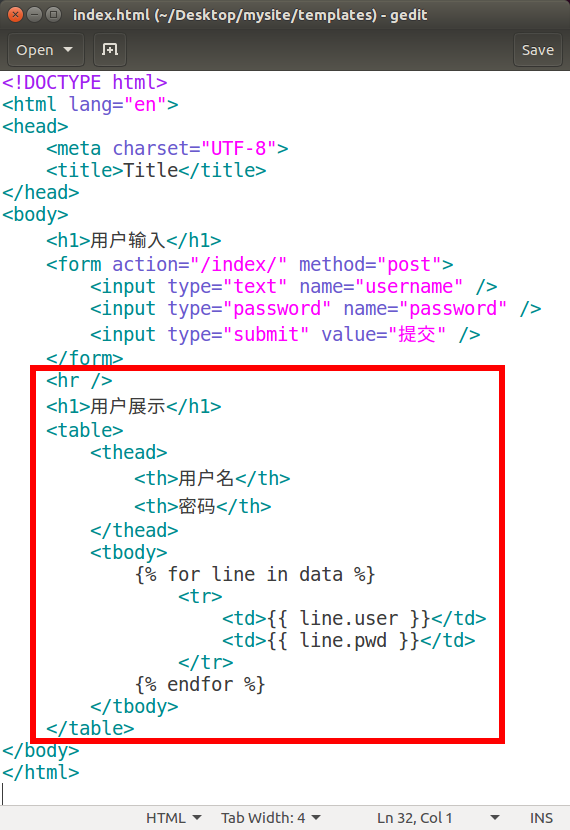 index.html (~/Desktop/mysite/templates) - gedit
Open
Save
<!DOCTYPE html>
<html lang="en">
<head>
    <meta charset="UTF-8">
    <title>Title</title>
</head>
<body>
    <h1>用户输入</h1>
    <form action="/index/" method="post">
        <input type="text" name="username" />
        <input type="password" name="password" />
        <input type="submit" value="提交" />
    </form>
    <hr />
    <h1>用户展示</h1>
    <table>
        <thead>
            <th>用户名</th>
            <th>密码</th>
        </thead>
        <tbody>
            {% for line in data %}
                <tr>
                    <td>{{ line.user }}</td>
                    <td>{{ line.pwd }}</td>
                </tr>
            {% endfor %}
        </tbody>
    </table>
</body>
</html>
HTML Tab Width: 4 Ln 32, Col 1 INS